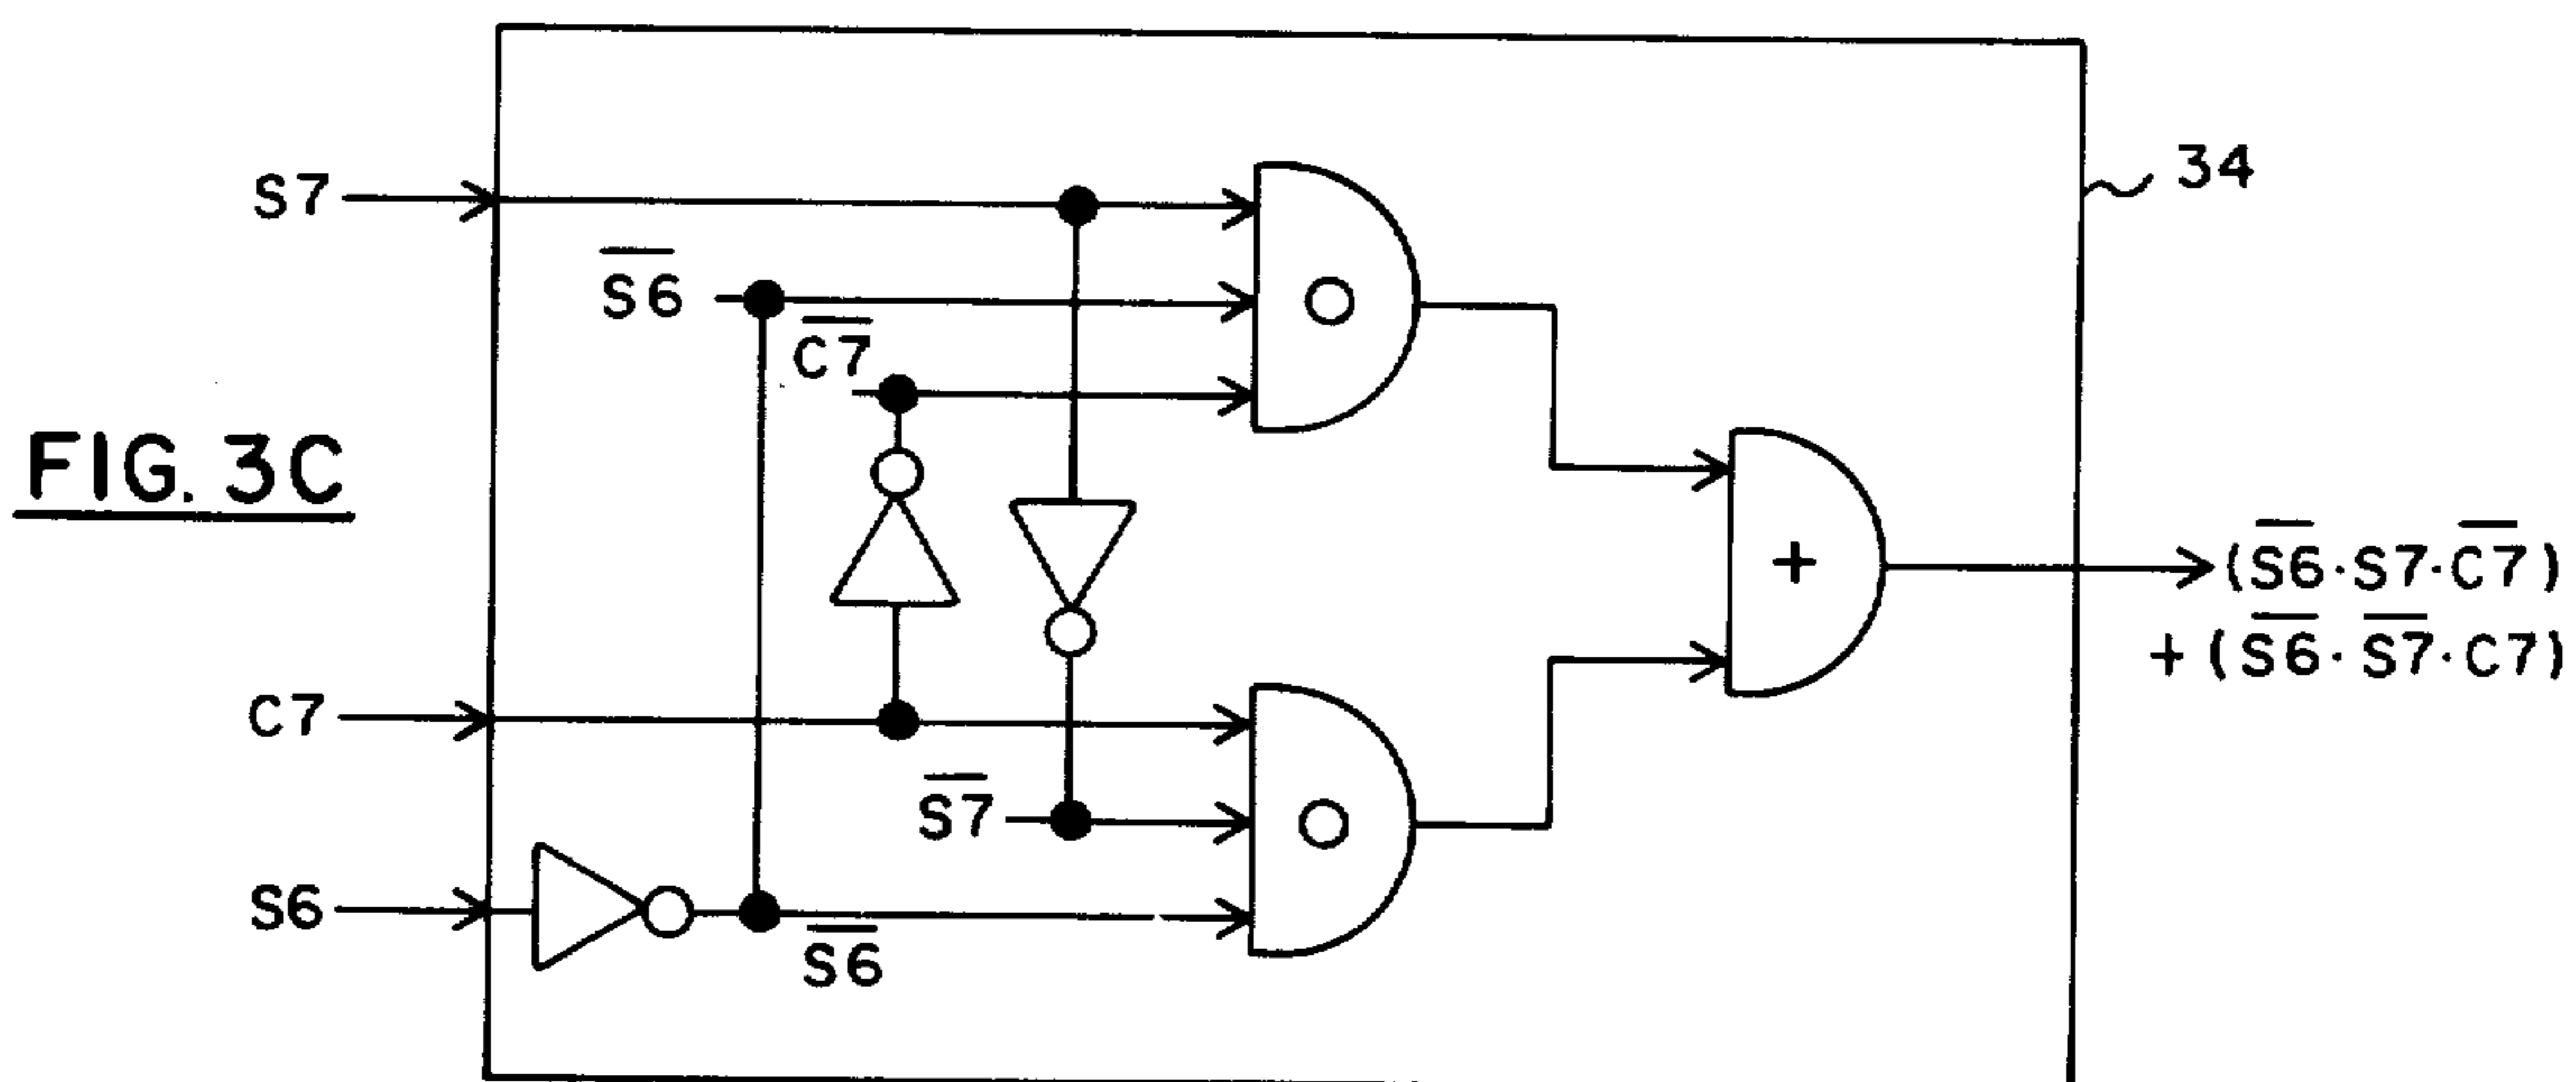 34
S7
S̅6̅
C̅7̅
FIG. 3C
+
(S̅6̅·S7·C̅7̅)
+ (S̅6̅·S̅7̅·C7)
C7
S̅7̅
S6
S̅6̅